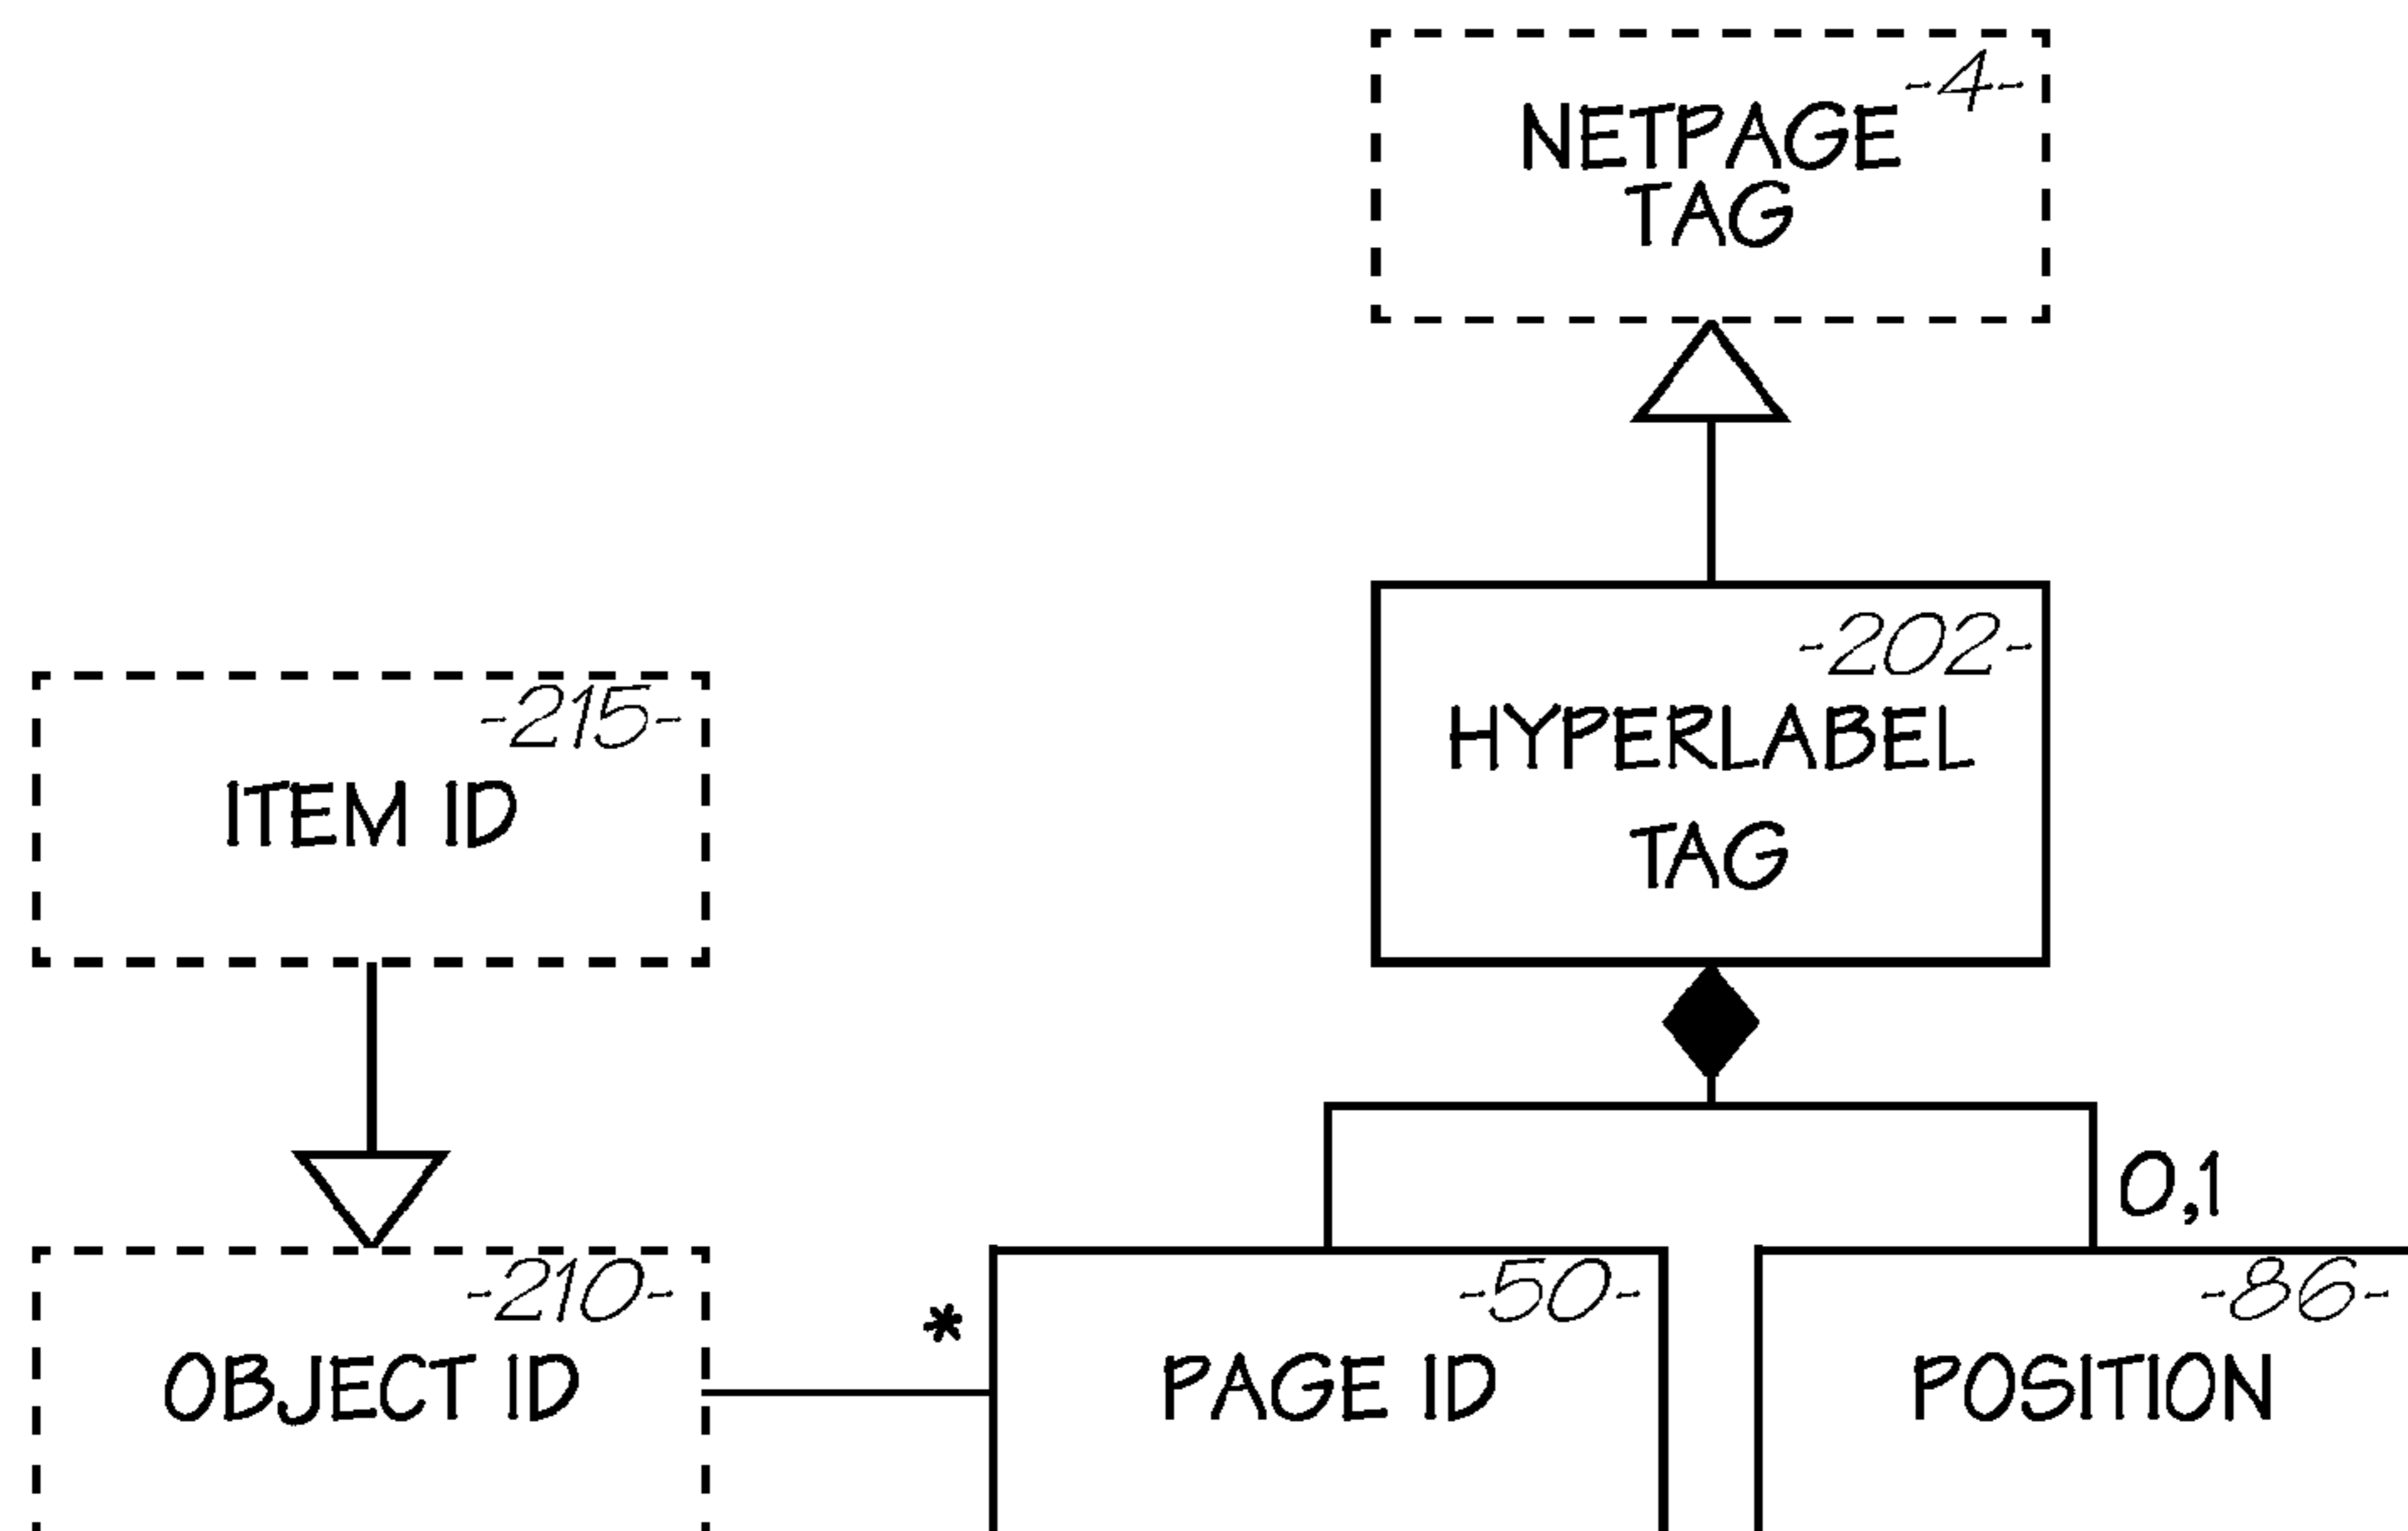 -4-
NETPAGE
TAG
-202-
HYPERLABEL
TAG
-215-
ITEM ID
0,1
-210-
OBJECT ID
*
-50-
PAGE ID
-86-
POSITION